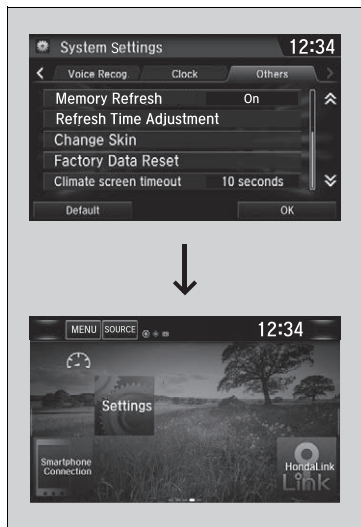 System Settings 12:34
Voice Recog. Clock Others
Memory Refresh On
Refresh Time Adjustment
Change Skin
Factory Data Reset
Climate screen timeout 10 seconds
Default OK
MENU SOURCE 12:34
Settings
Smartphone
Connection
HondaLink
Link